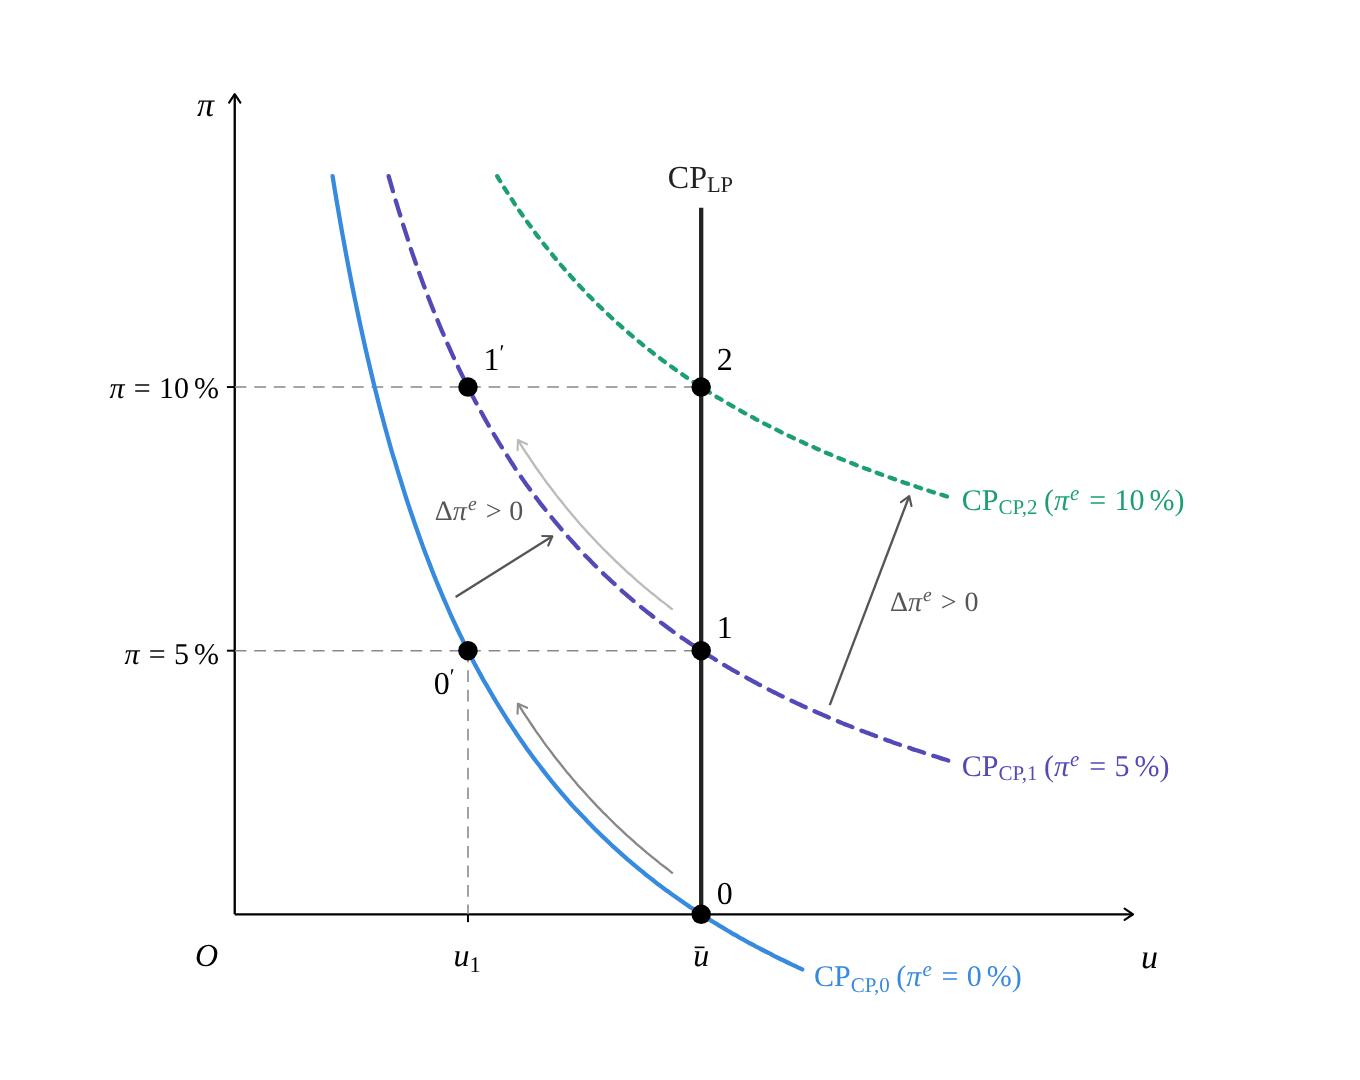 π
CP_LP
1′
2
π = 10 %
CP_CP,2 (π^e = 10 %)
Δπ^e > 0
Δπ^e > 0
1
π = 5 %
0′
CP_CP,1 (π^e = 5 %)
0
O
u₁
ū
u
CP_CP,0 (π^e = 0 %)